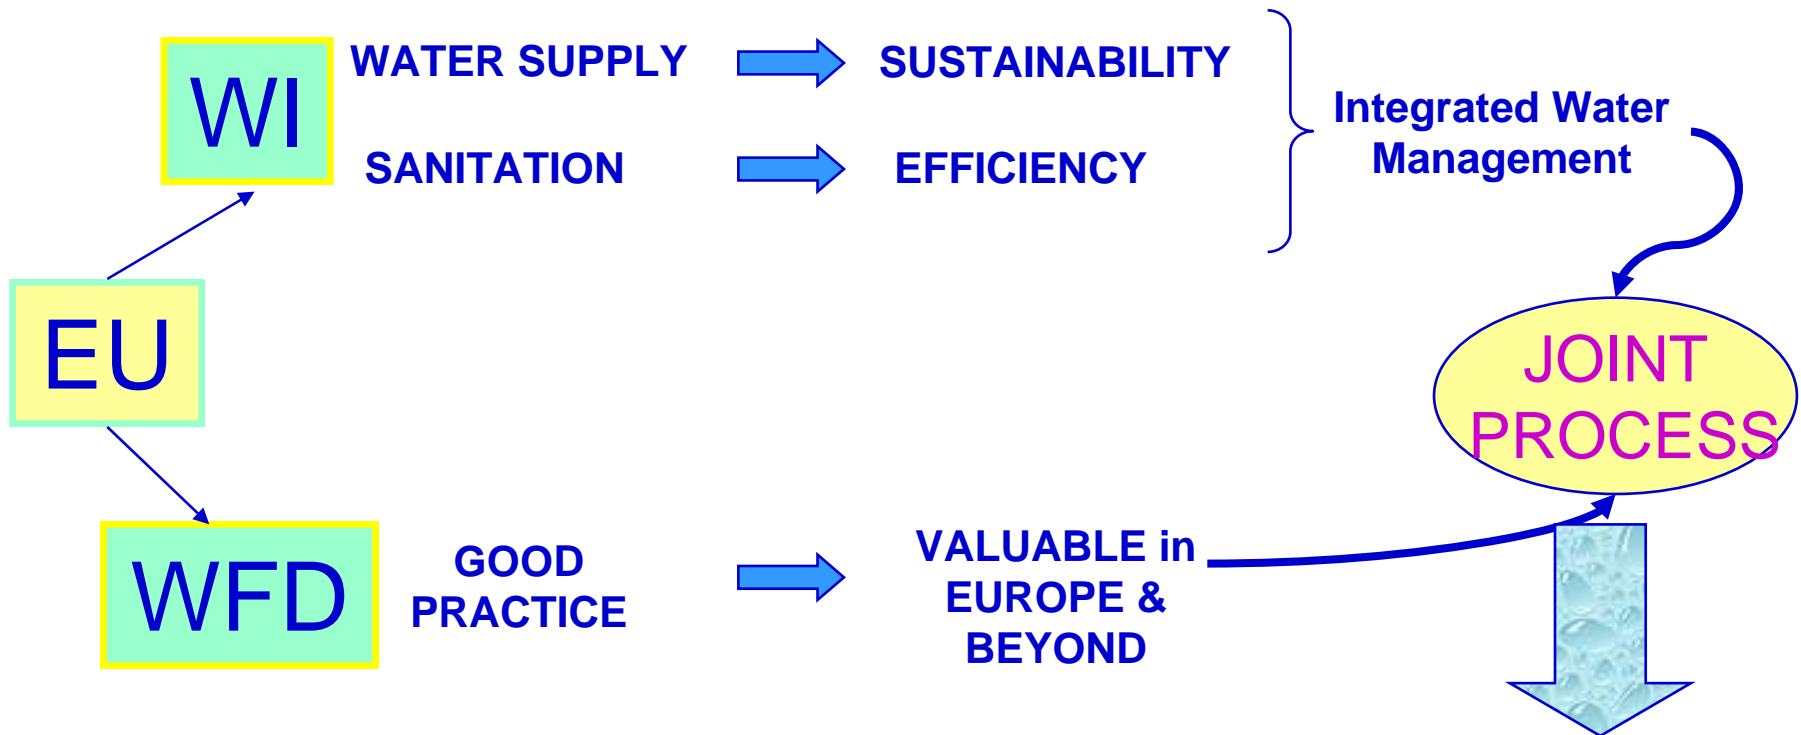 WI
WATER SUPPLY
SUSTAINABILITY
SANITATION
EFFICIENCY
Integrated Water
Management
EU
JOINT
PROCESS
WFD
GOOD
PRACTICE
VALUABLE in
EUROPE &
BEYOND